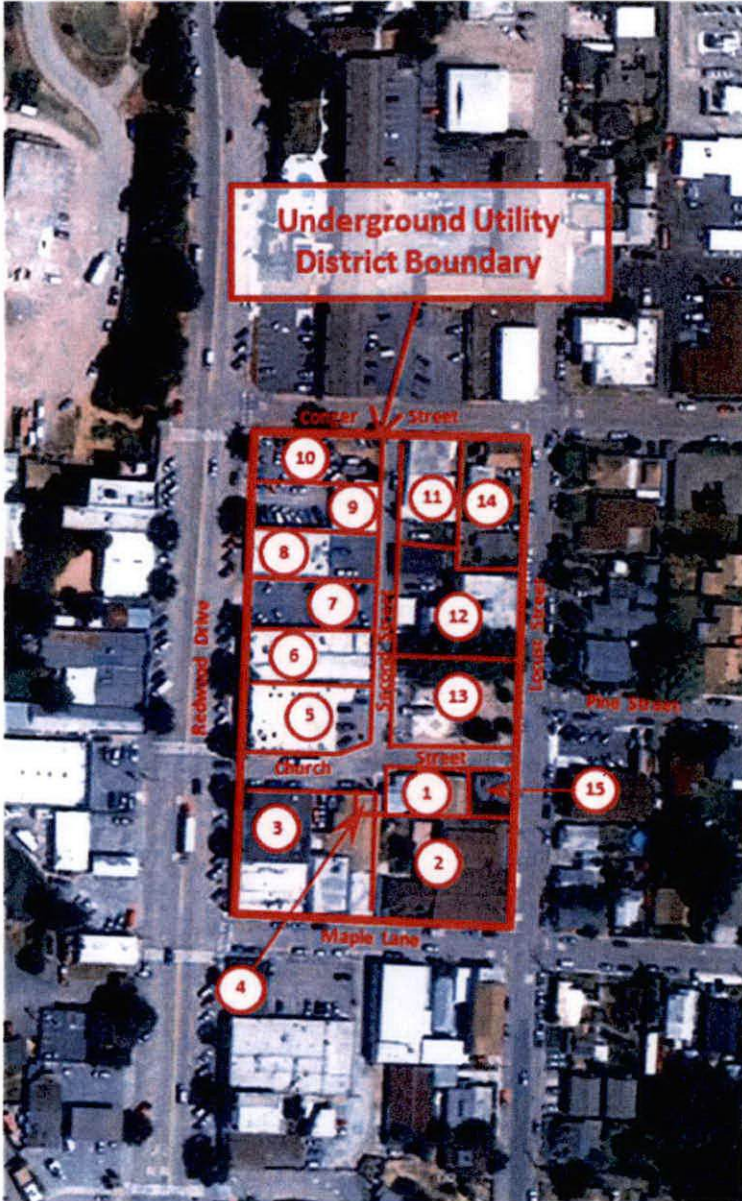 Underground Utility
District Boundary
Conger Street
10
11
14
9
8
7
12
Redwood Drive
Second Street
Locust Street
6
13
5
Pine Street
Church Street
1
15
3
2
Maple Lane
4